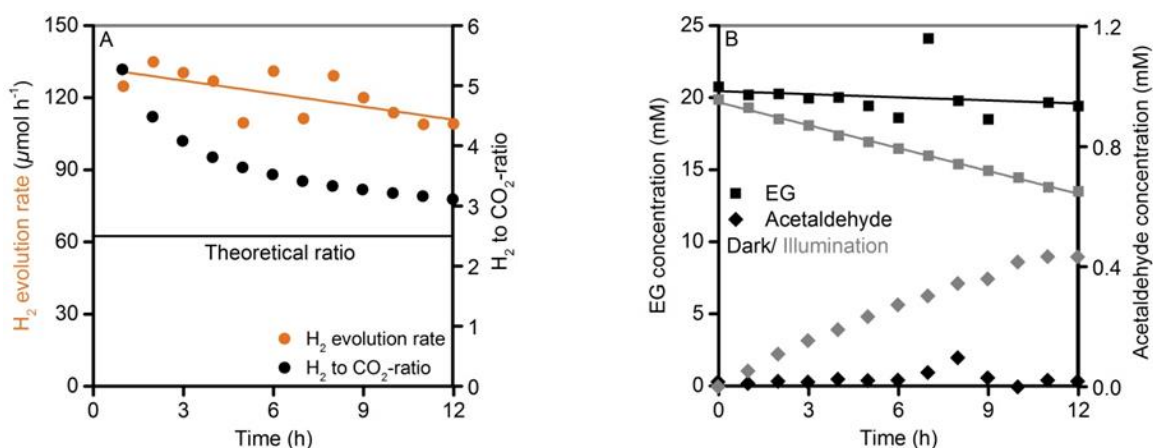 A
150
120
90
60
30
0
H₂ evolution rate (µmol h⁻¹)
6
5
4
3
2
1
0
H₂ to CO₂-ratio
Theoretical ratio
H₂ evolution rate
H₂ to CO₂-ratio
0 3 6 9 12
Time (h)
B
25
20
15
10
5
0
EG concentration (mM)
1.2
0.8
0.4
0.0
Acetaldehyde concentration (mM)
EG
Acetaldehyde
Dark/ Illumination
0 3 6 9 12
Time (h)